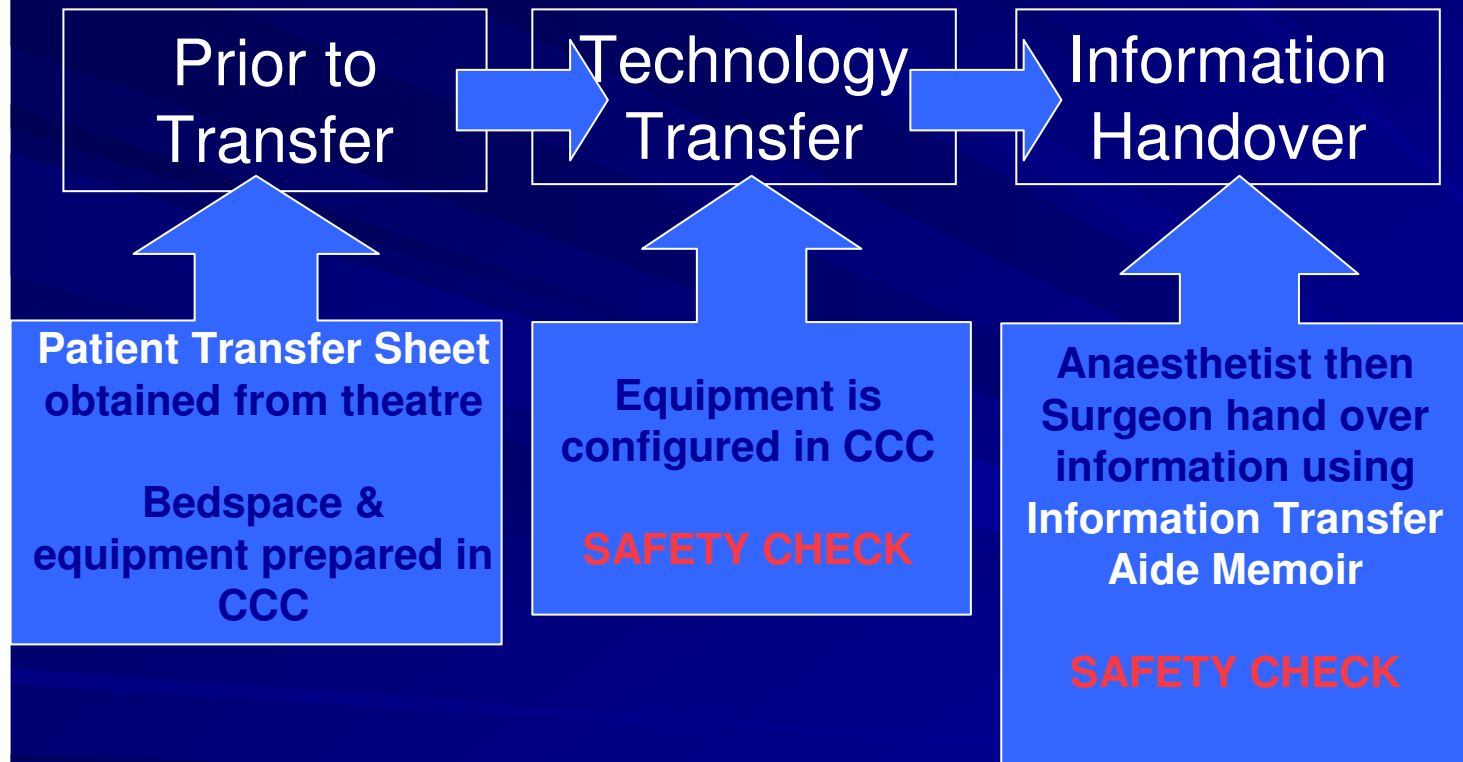 Prior to
Transfer
Technology
Transfer
Information
Handover
Patient Transfer Sheet
obtained from theatre
Bedspace &
equipment prepared in
CCC
Equipment is
configured in CCC
SAFETY CHECK
Anaesthetist then
Surgeon hand over
information using
Information Transfer
Aide Memoir
SAFETY CHECK